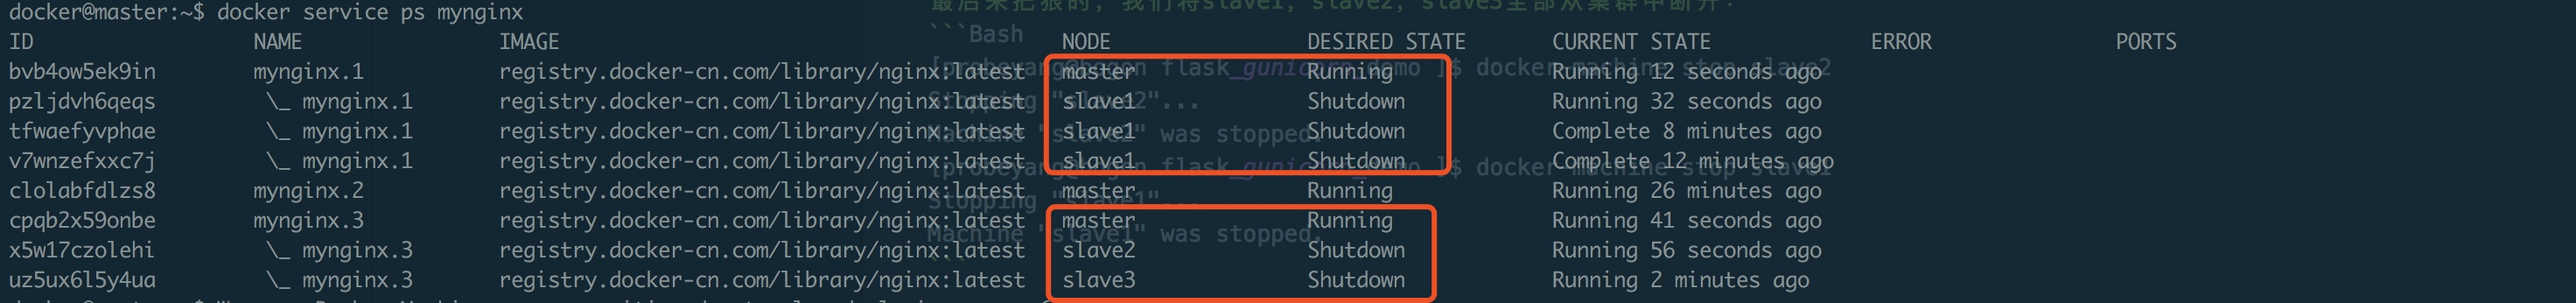 docker@master:~$ docker service ps mynginx
最后来把狠的, 我们将slave1, slave2, slave3全部从集群中断开:
```Bash
ID NAME IMAGE NODE DESIRED STATE CURRENT STATE ERROR PORTS
bvb4ow5ek9in mynginx.1 registry.docker-cn.com/library/nginx:latest master Running Running 12 seconds ago
docker-machine stop slave2
pzljdvh6qeqs \_ mynginx.1 registry.docker-cn.com/library/nginx:latest slave1 Shutdown Running 32 seconds ago
Stopping "slave2"...
tfwaefyvphae \_ mynginx.1 registry.docker-cn.com/library/nginx:latest slave1 Shutdown Complete 8 minutes ago
Machine "slave2" was stopped.
v7wnzefxxc7j \_ mynginx.1 registry.docker-cn.com/library/nginx:latest slave1 Shutdown Complete 12 minutes ago
docker-machine stop slave1
clolabfdlzs8 mynginx.2 registry.docker-cn.com/library/nginx:latest master Running Running 26 minutes ago
Stopping "slave1"...
cpqb2x59onbe mynginx.3 registry.docker-cn.com/library/nginx:latest master Running Running 41 seconds ago
Machine "slave1" was stopped.
x5w17czolehi \_ mynginx.3 registry.docker-cn.com/library/nginx:latest slave2 Shutdown Running 56 seconds ago
uz5ux6l5y4ua \_ mynginx.3 registry.docker-cn.com/library/nginx:latest slave3 Shutdown Running 2 minutes ago